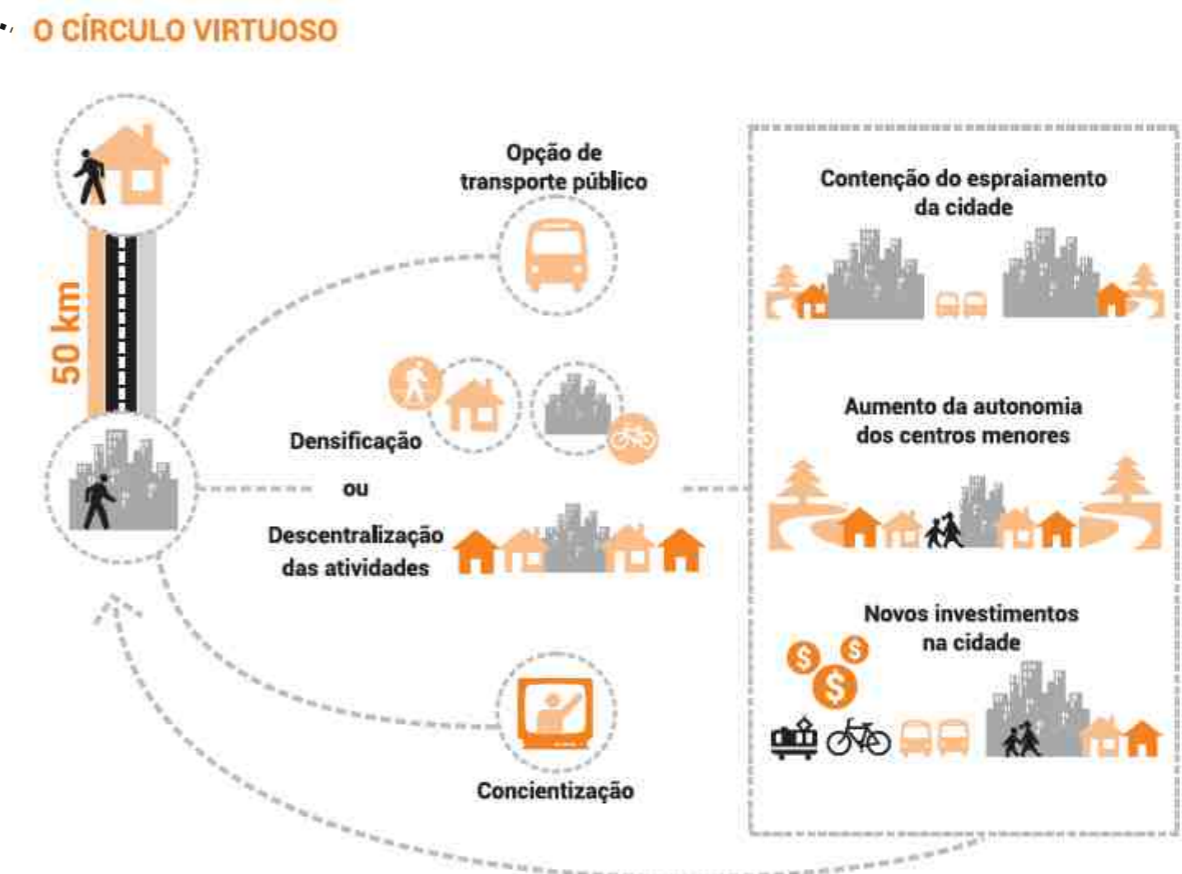 O CÍRCULO VIRTUOSO
50 km
Opção de
transporte público
Densificação
ou
Descentralização
das atividades
Concientização
Contenção do espraiamento
da cidade
Aumento da autonomia
dos centros menores
Novos investimentos
na cidade
$
$
$